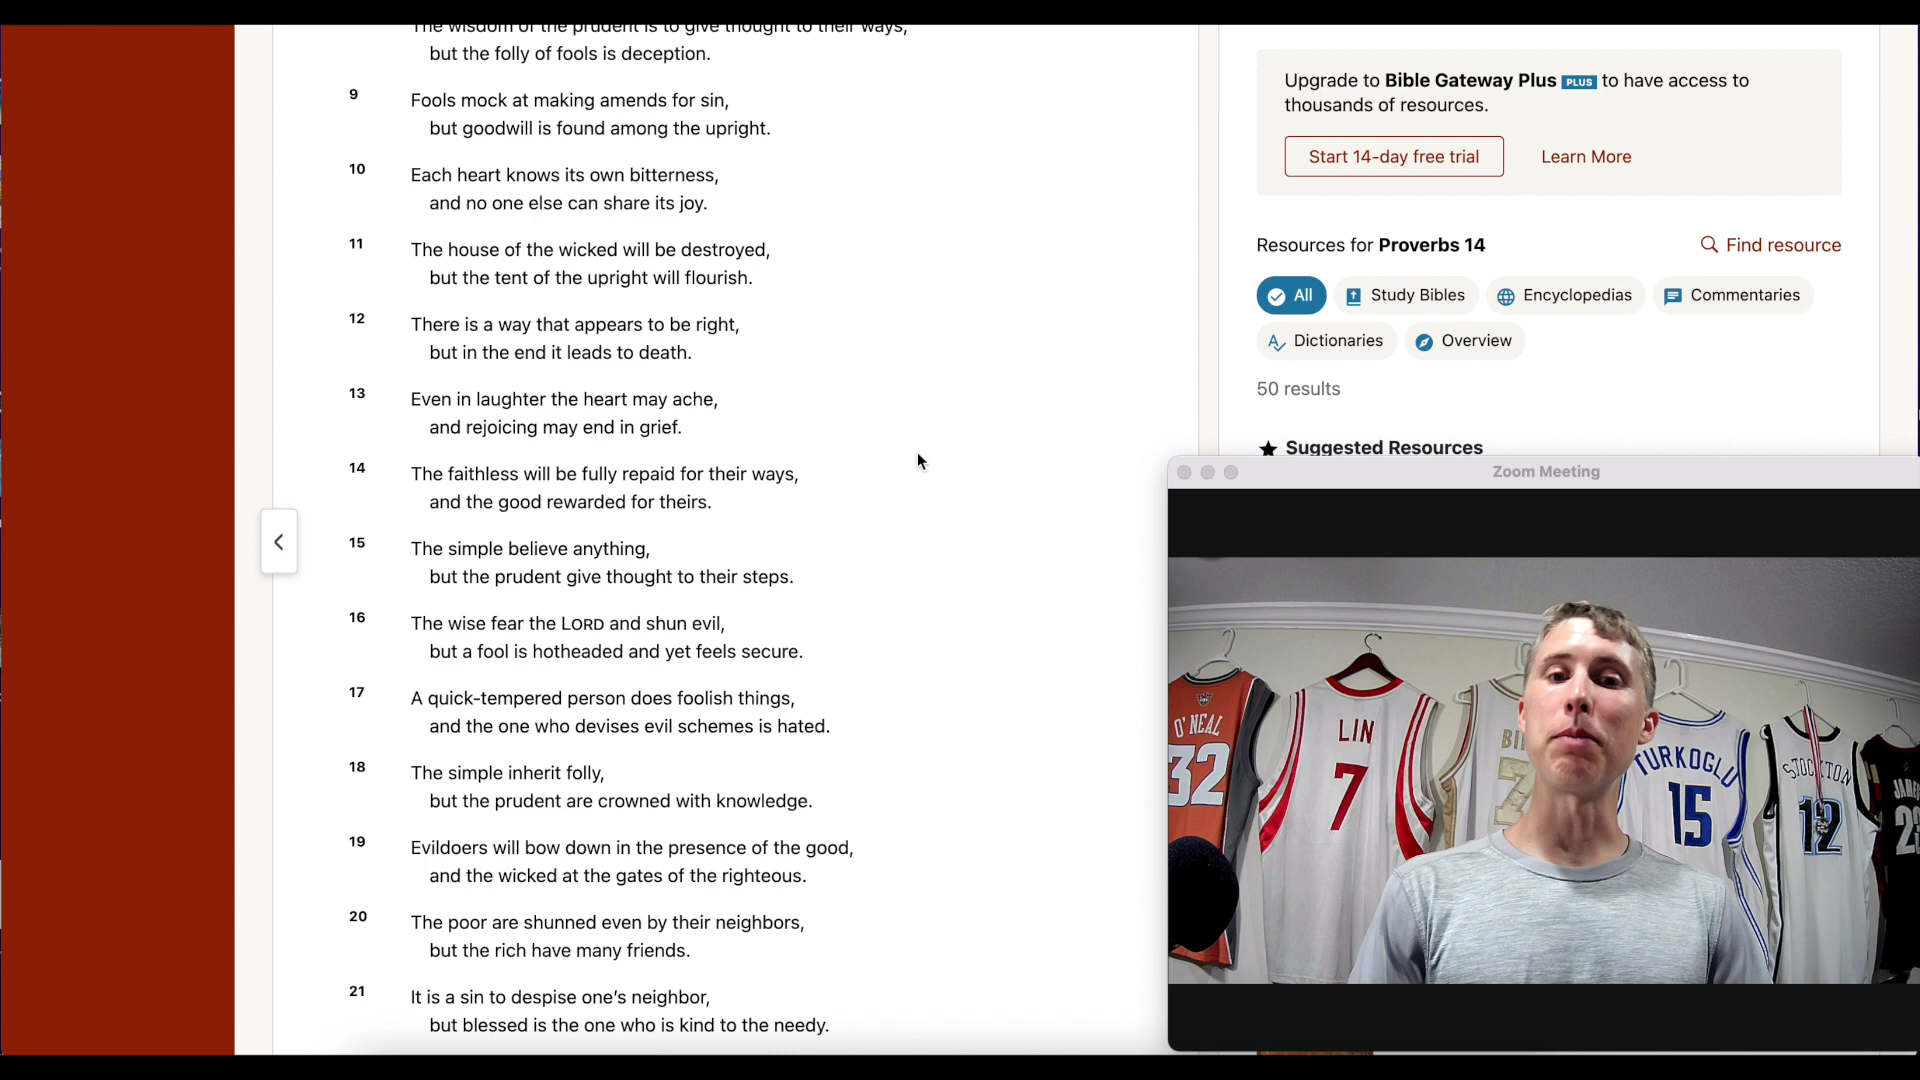 The wisdom of the prudent is to give thought to their ways,
but the folly of fools is deception.
9 Fools mock at making amends for sin,
but goodwill is found among the upright.
10 Each heart knows its own bitterness,
and no one else can share its joy.
11 The house of the wicked will be destroyed,
but the tent of the upright will flourish.
12 There is a way that appears to be right,
but in the end it leads to death.
13 Even in laughter the heart may ache,
and rejoicing may end in grief.
14 The faithless will be fully repaid for their ways,
and the good rewarded for theirs.
15 The simple believe anything,
but the prudent give thought to their steps.
16 The wise fear the LORD and shun evil,
but a fool is hotheaded and yet feels secure.
17 A quick-tempered person does foolish things,
and the one who devises evil schemes is hated.
18 The simple inherit folly,
but the prudent are crowned with knowledge.
19 Evildoers will bow down in the presence of the good,
and the wicked at the gates of the righteous.
20 The poor are shunned even by their neighbors,
but the rich have many friends.
21 It is a sin to despise one’s neighbor,
but blessed is the one who is kind to the needy.
Upgrade to Bible Gateway Plus PLUS to have access to
thousands of resources.
Start 14-day free trial Learn More
Resources for Proverbs 14 Find resource
All Study Bibles Encyclopedias Commentaries
Dictionaries Overview
50 results
Suggested Resources
Zoom Meeting
O'NEAL
32
LIN
7
TURKOGLU
15
STOCKTON
12